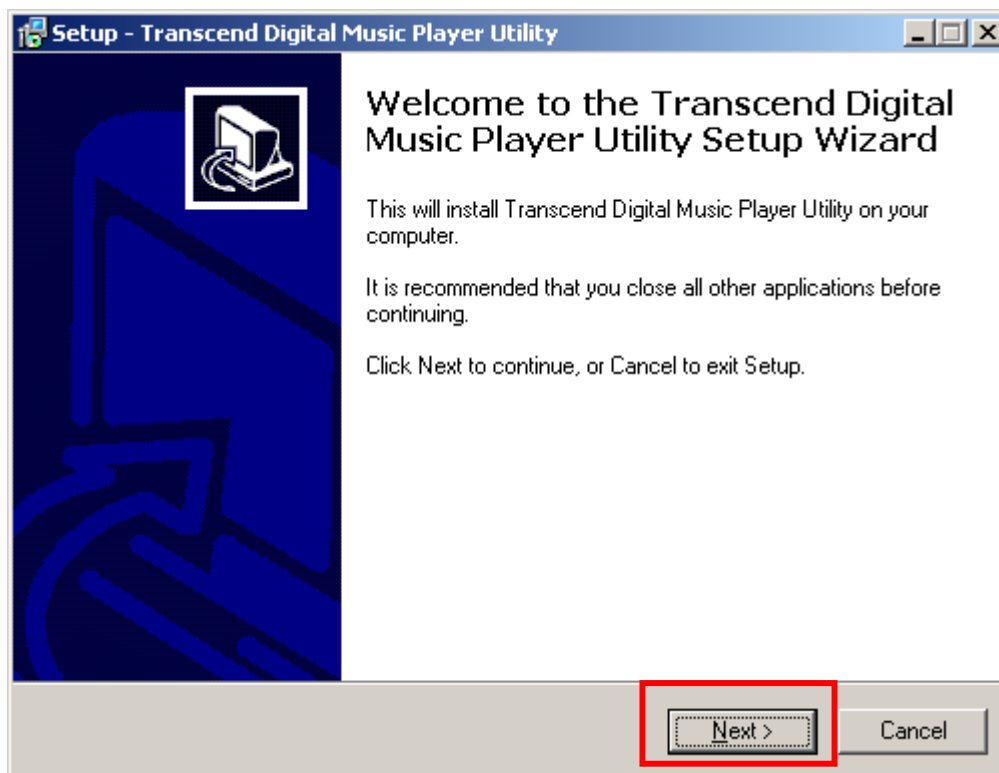 Setup - Transcend Digital Music Player Utility
Welcome to the Transcend Digital
Music Player Utility Setup Wizard
This will install Transcend Digital Music Player Utility on your
computer.
It is recommended that you close all other applications before
continuing.
Click Next to continue, or Cancel to exit Setup.
Next >
Cancel